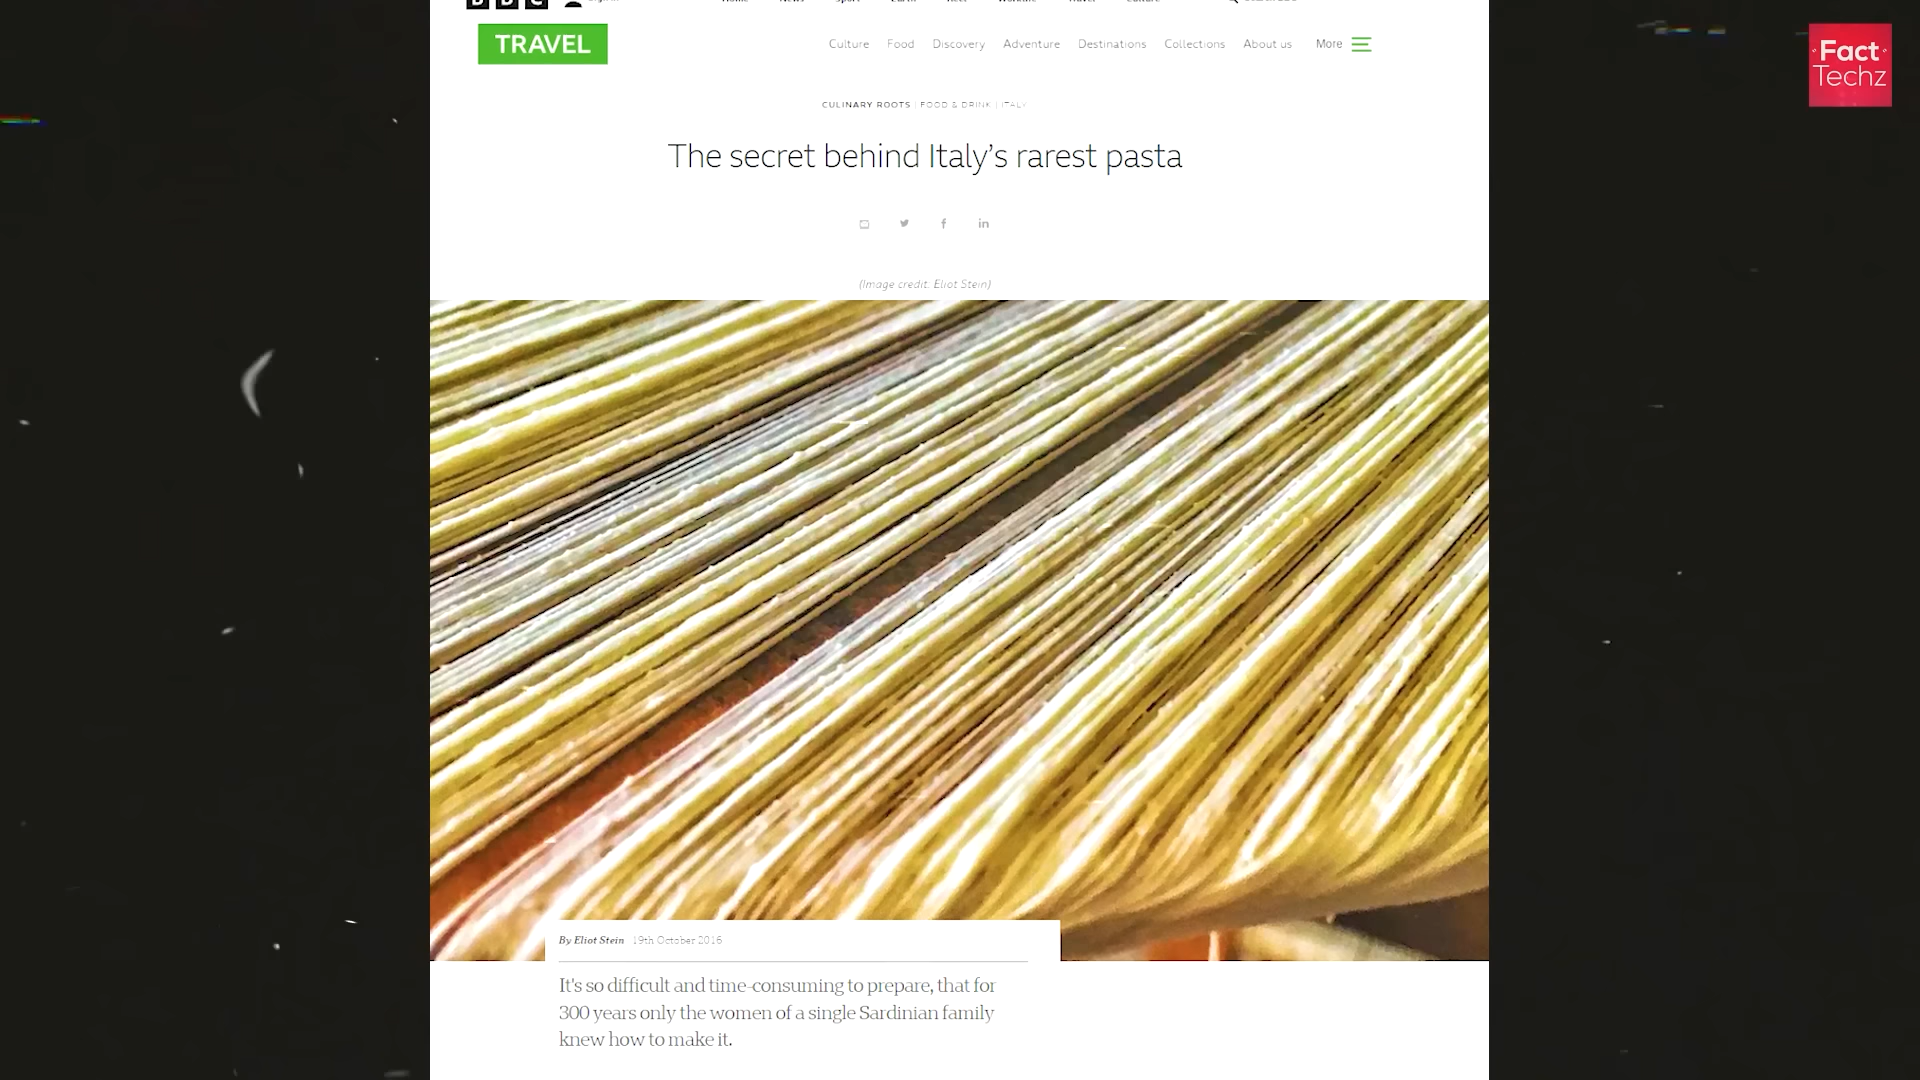 BBC
TRAVEL
Culture Food Discovery Adventure Destinations Collections About us More
Fact
Techz
CULINARY ROOTS | FOOD & DRINK | ITALY
The secret behind Italy's rarest pasta
(Image credit: Eliot Stein)
By Eliot Stein 19th October 2016
It's so difficult and time-consuming to prepare, that for
300 years only the women of a single Sardinian family
knew how to make it.